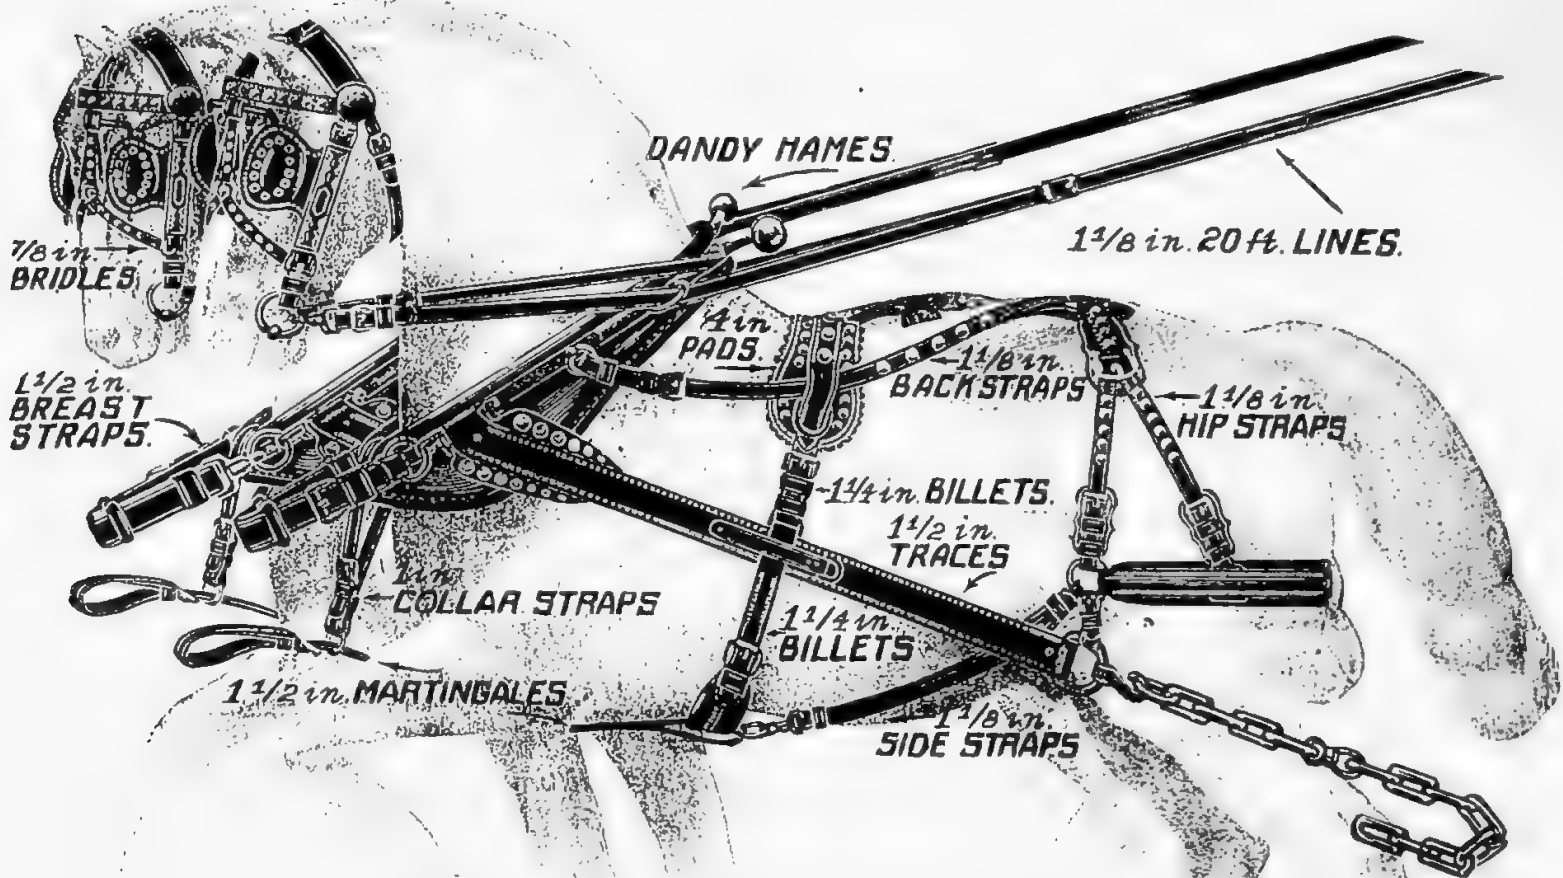 DANDY HAMES.
1 1/8 in. 20 ft. LINES.
7/8 in.
BRIDLES
4 in
PADS.
1 1/8 in
BACKSTRAPS
1 1/8 in.
HIP STRAPS
1 1/2 in.
BREAST
STRAPS.
1 1/4 in. BILLETS.
1 1/2 in.
TRACES
1 in.
COLLAR STRAPS
1 1/4 in.
BILLETS
1 1/2 in. MARTINGALES
1 1/8 in.
SIDE STRAPS